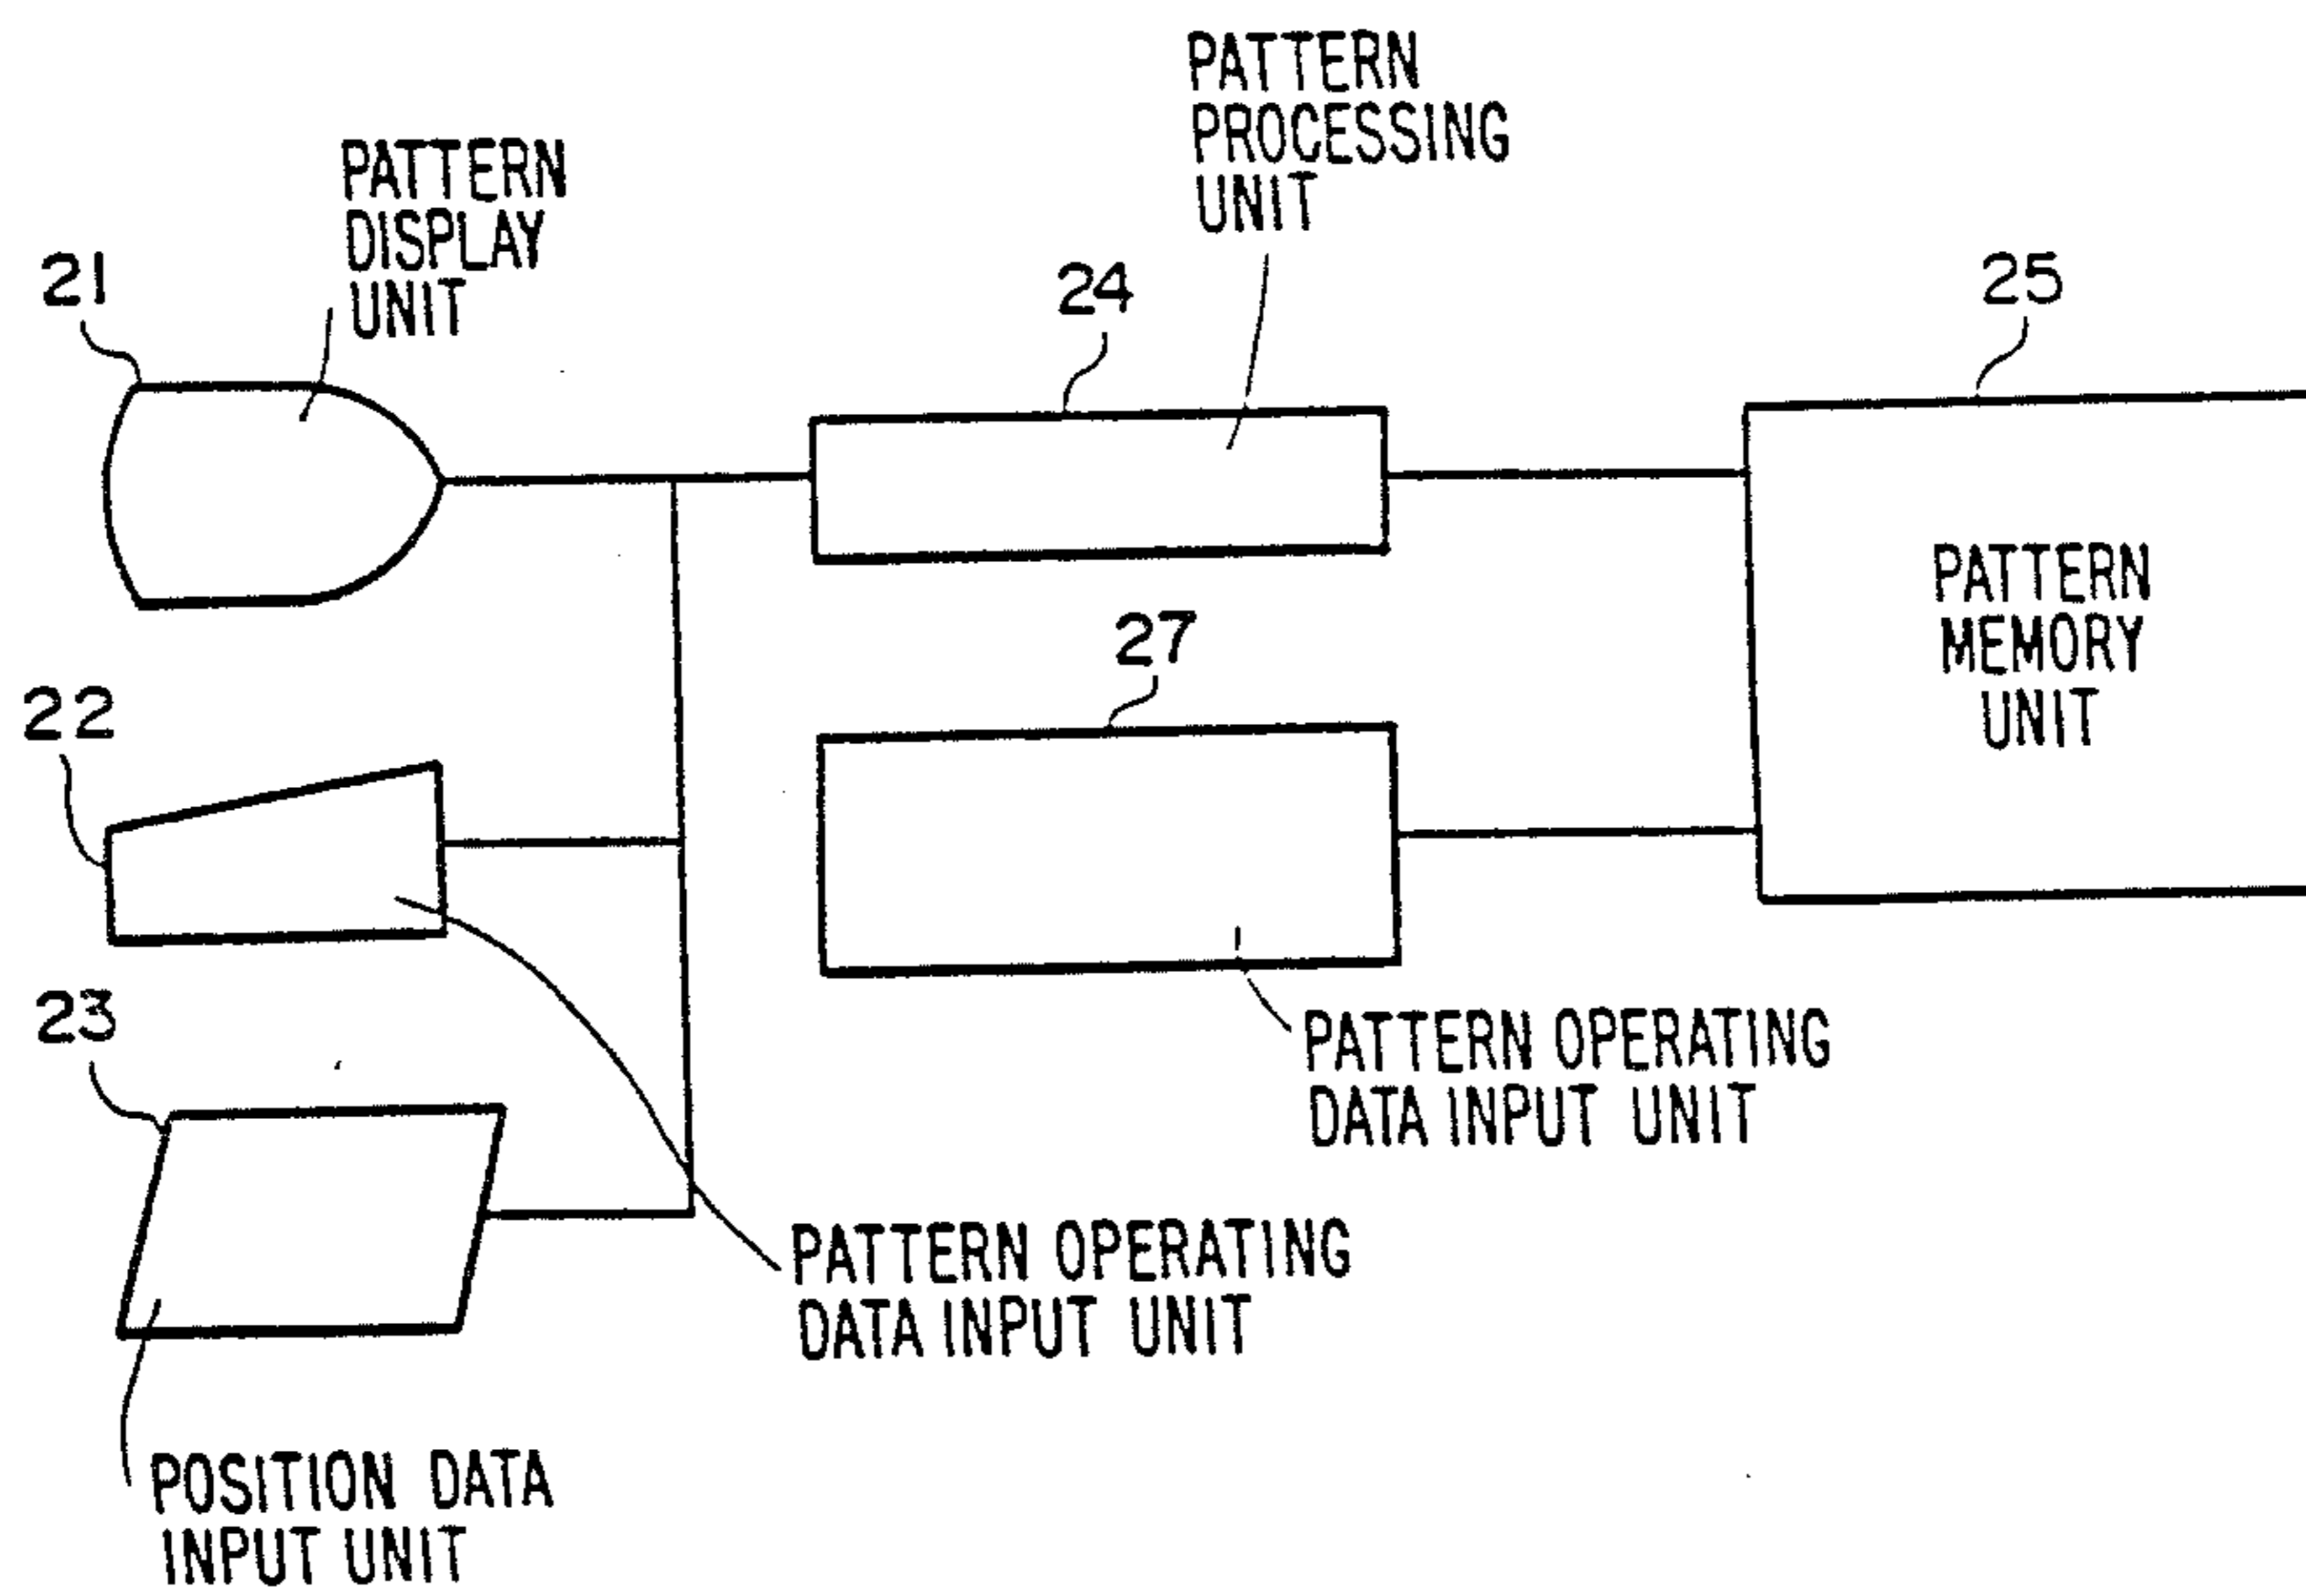 PATTERN
PROCESSING
UNIT
PATTERN
DISPLAY
UNIT
21
24
25
PATTERN
MEMORY
UNIT
27
22
23
PATTERN OPERATING
DATA INPUT UNIT
PATTERN OPERATING
DATA INPUT UNIT
POSITION DATA
INPUT UNIT